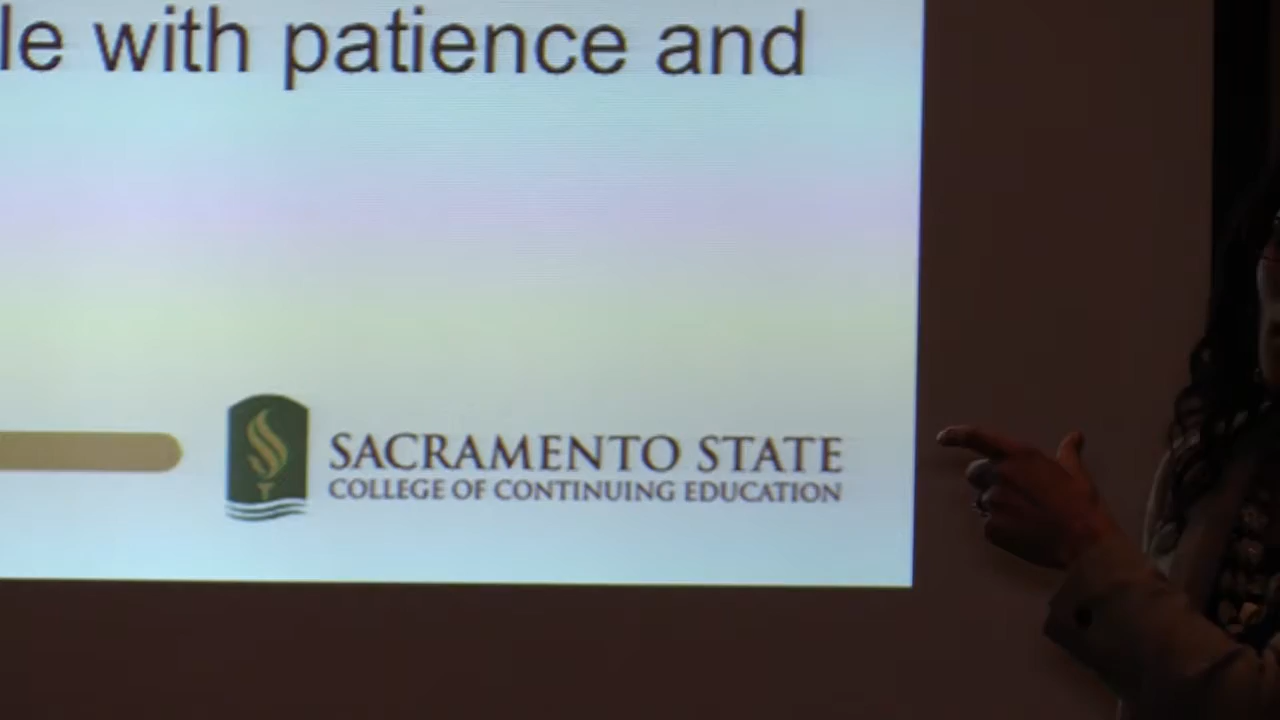 le with patience and
SACRAMENTO STATE
COLLEGE OF CONTINUING EDUCATION